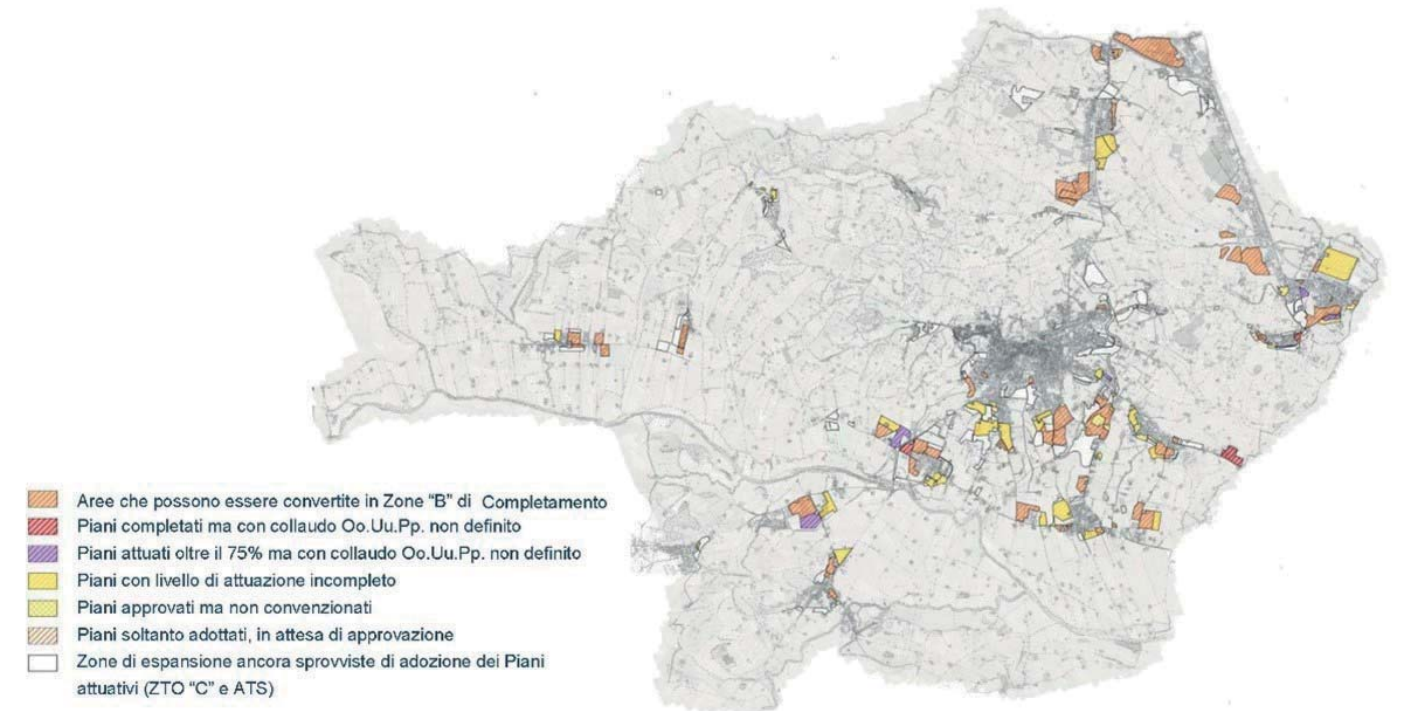 Aree che possono essere convertite in Zone "B" di Completamento
Piani completati ma con collaudo Oo.Uu.Pp. non definito
Piani attuati oltre il 75% ma con collaudo Oo.Uu.Pp. non definito
Piani con livello di attuazione incompleto
Piani approvati ma non convenzionati
Piani soltanto adottati, in attesa di approvazione
Zone di espansione ancora sprovviste di adozione dei Piani
attuativi (ZTO "C" e ATS)